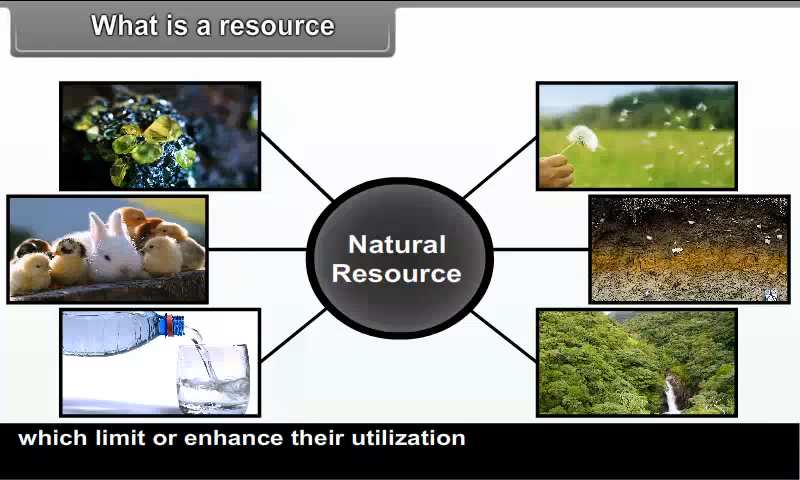 What is a resource
Natural
Resource
which limit or enhance their utilization